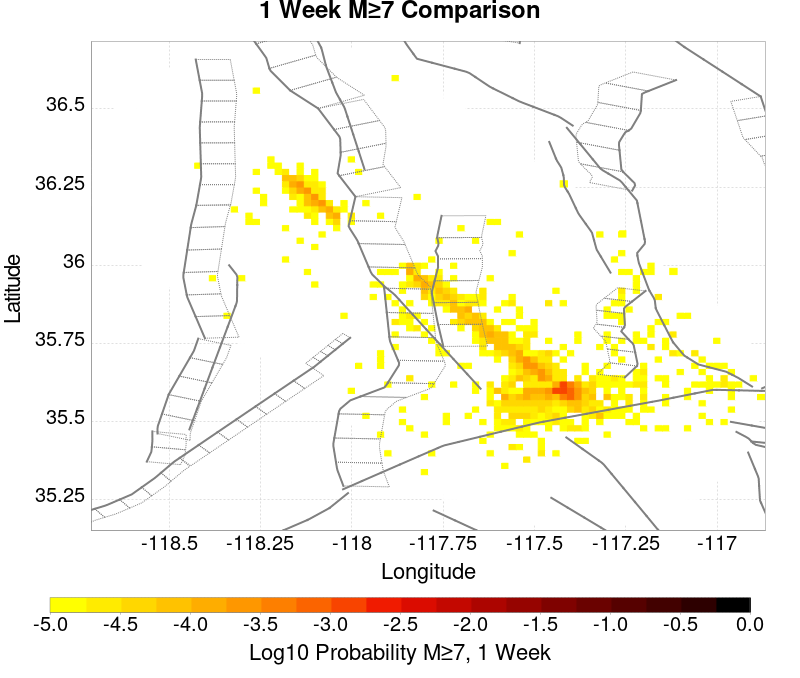 1 Week M≥7 Comparison
36.5
36.25
36
35.75
35.5
35.25
Latitude
-118.5 -118.25 -118 -117.75 -117.5 -117.25 -117
Longitude
-5.0 -4.5 -4.0 -3.5 -3.0 -2.5 -2.0 -1.5 -1.0 -0.5 0.0
Log10 Probability M≥7, 1 Week